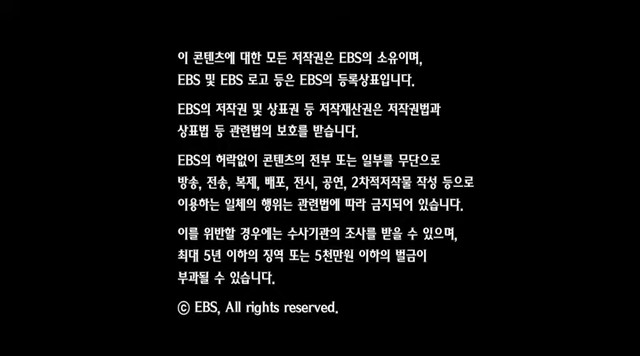 이 콘텐츠에 대한 모든 저작권은 EBS의 소유이며,
EBS 및 EBS 로고 등은 EBS의 등록상표입니다.
EBS의 저작권 및 상표권 등 저작재산권은 저작권법과
상표법 등 관련법의 보호를 받습니다.
EBS의 허락없이 콘텐츠의 전부 또는 일부를 무단으로
방송, 전송, 복제, 배포, 전시, 공연, 2차적저작물 작성 등으로
이용하는 일체의 행위는 관련법에 따라 금지되어 있습니다.
이를 위반할 경우에는 수사기관의 조사를 받을 수 있으며,
최대 5년 이하의 징역 또는 5천만원 이하의 벌금이
부과될 수 있습니다.
ⓒ EBS, All rights reserved.